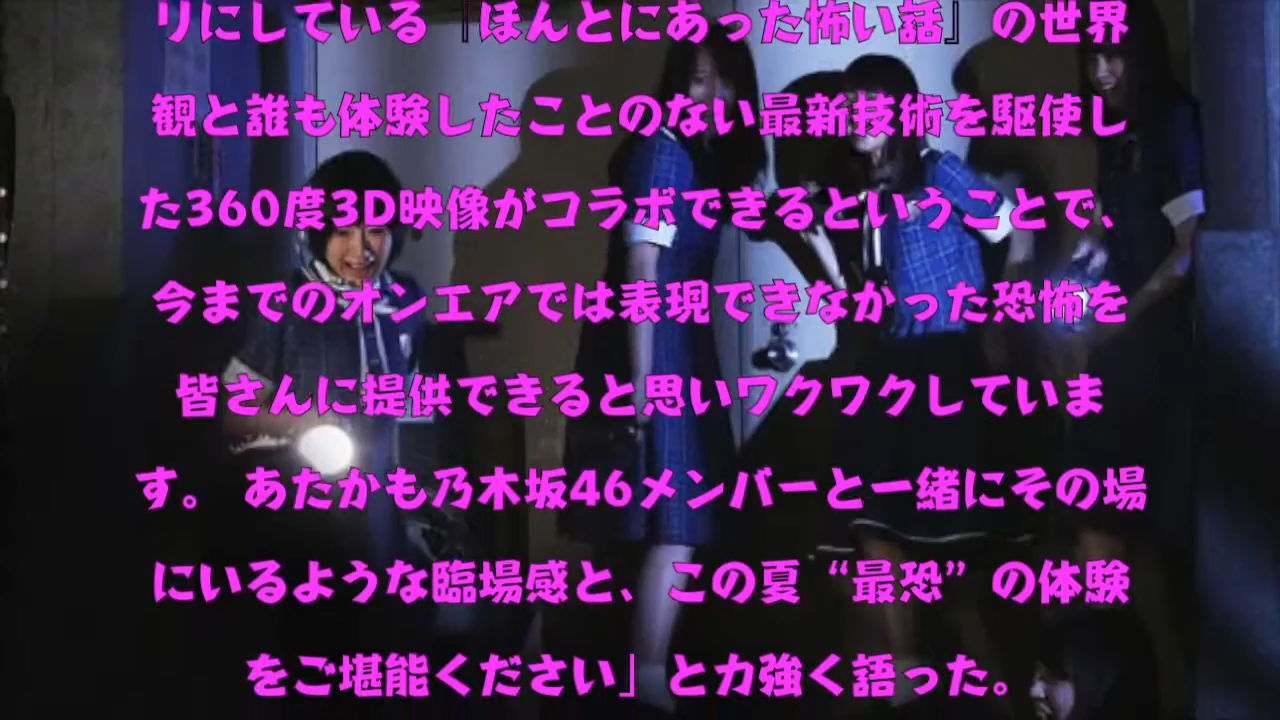 リにしている『ほんとにあった怖い話』の世界
観と誰も体験したことのない最新技術を駆使し
た360度3D映像がコラボできるということで、
今までのオンエアでは表現できなかった恐怖を
皆さんに提供できると思いワクワクしていま
す。 あたかも乃木坂46メンバーと一緒にその場
にいるような臨場感と、この夏“最恐”の体験
をご堪能ください」と力強く語った。